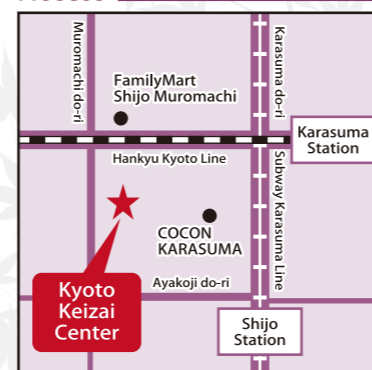 Muromachi do-ri
Karasuma do-ri
FamilyMart
Shijo Muromachi
Karasuma
Station
Hankyu Kyoto Line
Subway Karasuma Line
COCON
KARASUMA
Ayakoji do-ri
Kyoto
Keizai
Center
Shijo
Station